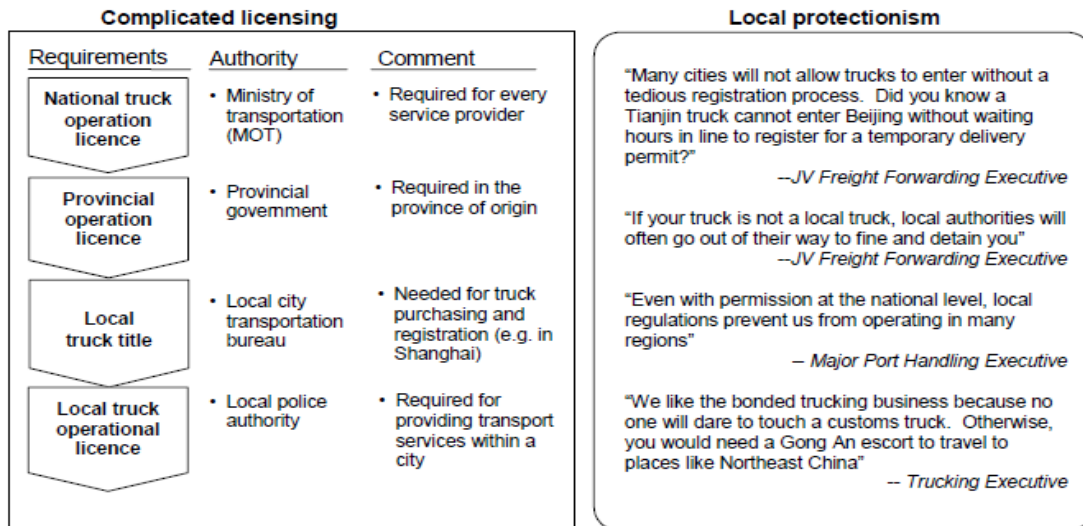 Complicated licensing
Requirements Authority Comment
National truck
operation
licence
• Ministry of
transportation
(MOT)
• Required for every
service provider
Provincial
operation
licence
• Provincial
government
• Required in the
province of origin
Local
truck title
• Local city
transportation
bureau
• Needed for truck
purchasing and
registration (e.g. in
Shanghai)
Local truck
operational
licence
• Local police
authority
• Required for
providing transport
services within a
city
Local protectionism
“Many cities will not allow trucks to enter without a
tedious registration process.  Did you know a
Tianjin truck cannot enter Beijing without waiting
hours in line to register for a temporary delivery
permit?”
--JV Freight Forwarding Executive
“If your truck is not a local truck, local authorities will
often go out of their way to fine and detain you”
--JV Freight Forwarding Executive
“Even with permission at the national level, local
regulations prevent us from operating in many
regions”
– Major Port Handling Executive
“We like the bonded trucking business because no
one will dare to touch a customs truck.  Otherwise,
you would need a Gong An escort to travel to
places like Northeast China”
-- Trucking Executive